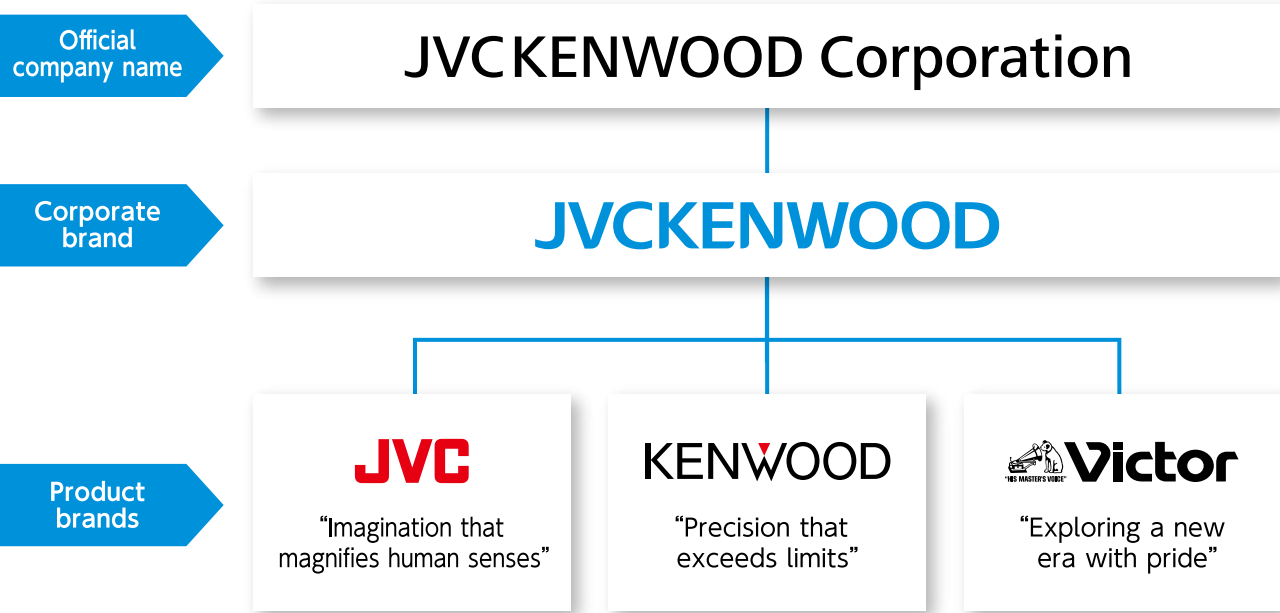 Official
company name
JVCKENWOOD Corporation
Corporate
brand
JVCKENWOOD
Product
brands
JVC
“Imagination that
magnifies human senses”
KENWOOD
“Precision that
exceeds limits”
"HIS MASTER'S VOICE"
Victor
“Exploring a new
era with pride”